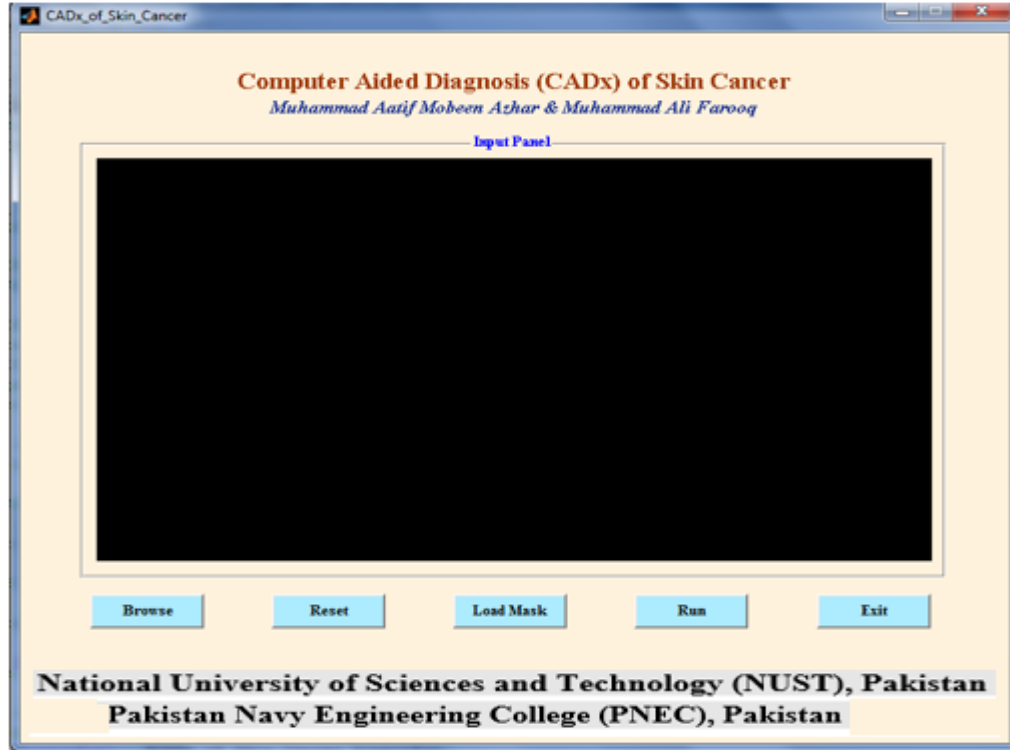 CADx_of_Skin_Cancer
Computer Aided Diagnosis (CADx) of Skin Cancer
Muhammad Aatif Mobeen Azhar & Muhammad Ali Farooq
Input Panel
Browse Reset Load Mask Run Exit
National University of Sciences and Technology (NUST), Pakistan
Pakistan Navy Engineering College (PNEC), Pakistan